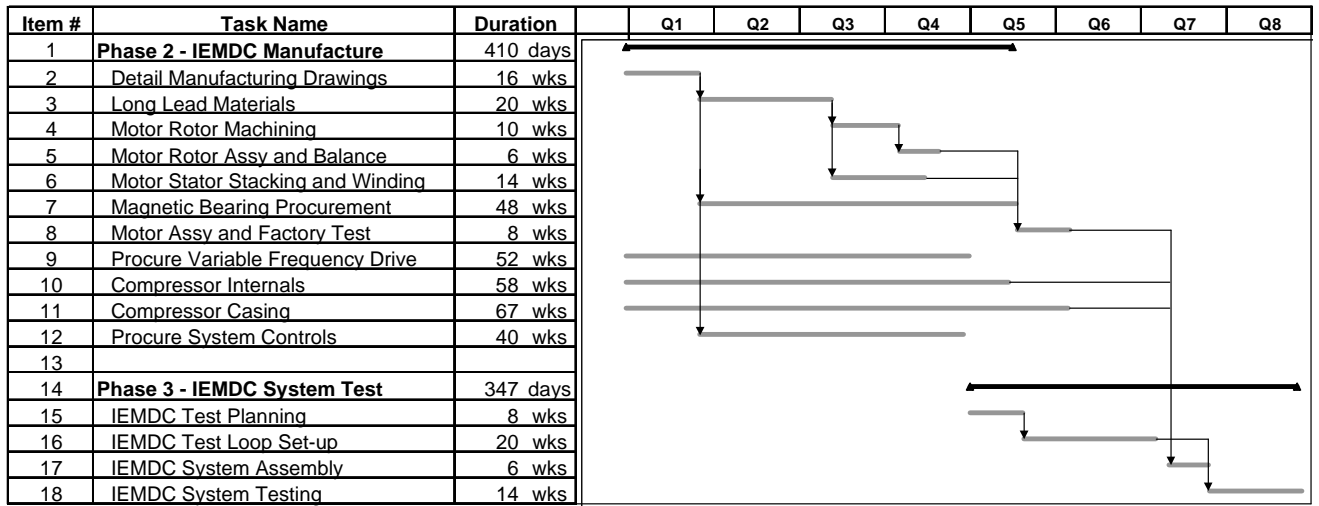 Item # Task Name Duration Q1 Q2 Q3 Q4 Q5 Q6 Q7 Q8
1 Phase 2 - IEMDC Manufacture 410 days
2 Detail Manufacturing Drawings 16 wks
3 Long Lead Materials 20 wks
4 Motor Rotor Machining 10 wks
5 Motor Rotor Assy and Balance 6 wks
6 Motor Stator Stacking and Winding 14 wks
7 Magnetic Bearing Procurement 48 wks
8 Motor Assy and Factory Test 8 wks
9 Procure Variable Frequency Drive 52 wks
10 Compressor Internals 58 wks
11 Compressor Casing 67 wks
12 Procure System Controls 40 wks
13
14 Phase 3 - IEMDC System Test 347 days
15 IEMDC Test Planning 8 wks
16 IEMDC Test Loop Set-up 20 wks
17 IEMDC System Assembly 6 wks
18 IEMDC System Testing 14 wks